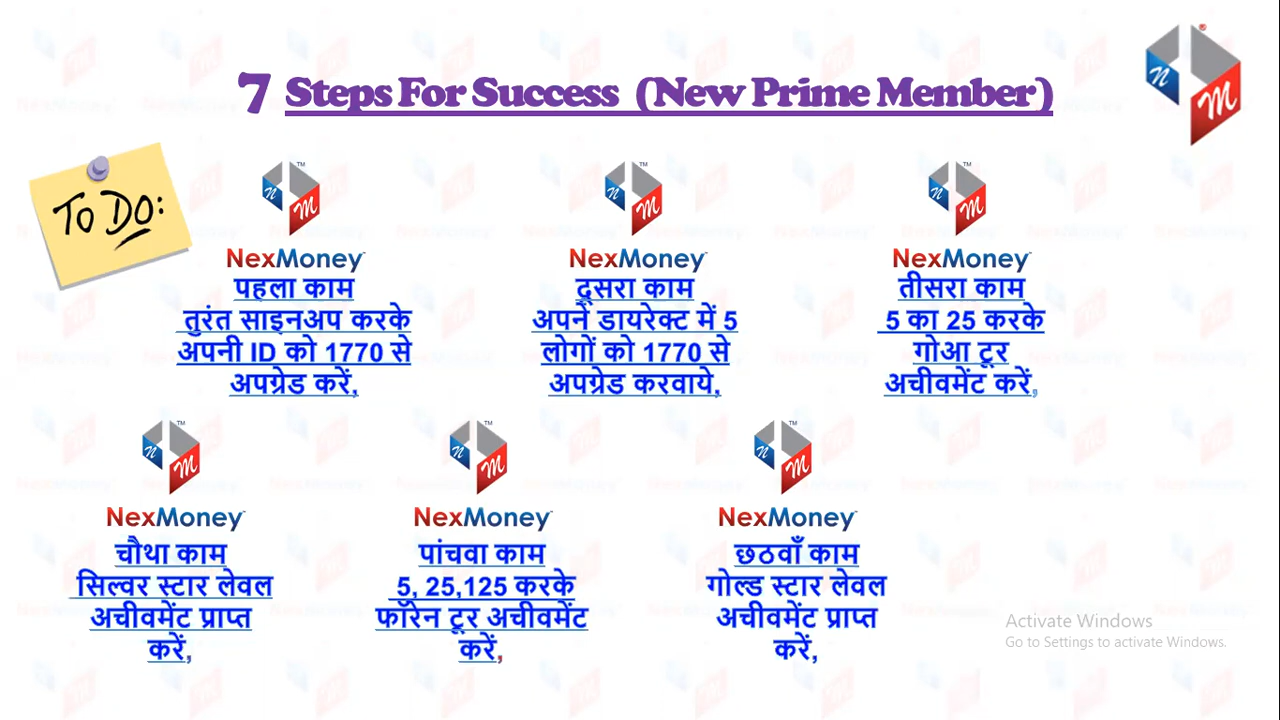 7 Steps For Success (New Prime Member)
TO DO:
NexMoney
पहला काम
तुरंत साइनअप करके
अपनी ID को 1770 से
अपग्रेड करें,
NexMoney
दूसरा काम
अपने डायरेक्ट में 5
लोगों को 1770 से
अपग्रेड करवाये,
NexMoney
तीसरा काम
5 का 25 करके
गोआ टूर
अचीवमेंट करें,
NexMoney
चौथा काम
सिल्वर स्टार लेवल
अचीवमेंट प्राप्त
करें,
NexMoney
पांचवा काम
5, 25,125 करके
फॉरेन टूर अचीवमेंट
करें,
NexMoney
छठवाँ काम
गोल्ड स्टार लेवल
अचीवमेंट प्राप्त
करें,
Activate Windows
Go to Settings to activate Windows.